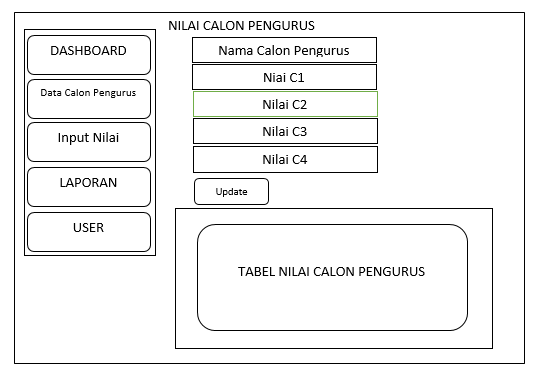 NILAI CALON PENGURUS
DASHBOARD
Data Calon Pengurus
Input Nilai
LAPORAN
USER
Nama Calon Pengurus
Niai C1
Nilai C2
Nilai C3
Nilai C4
Update
TABEL NILAI CALON PENGURUS